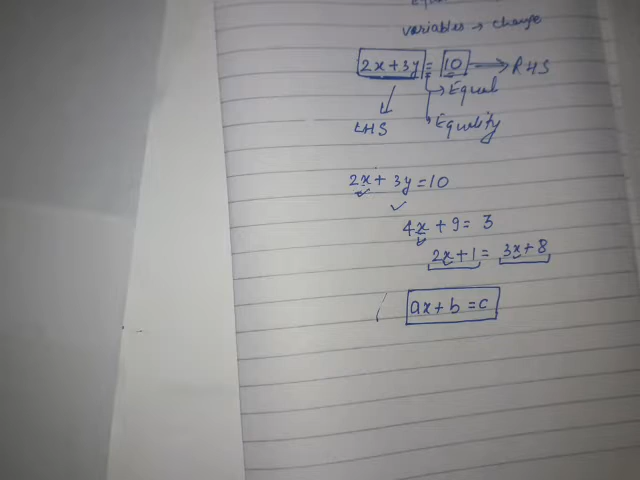 variables → change
2x+3y = 10 → RHS
→ Equal
LHS
Equality
2x + 3y = 10
4x + 9 = 3
2x+1 = 3x+8
ax+b = c